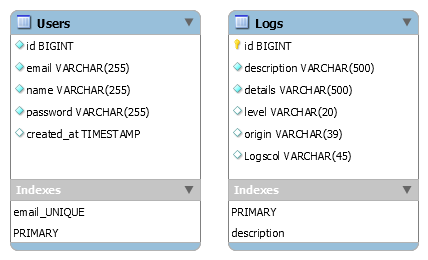 Users
id BIGINT
email VARCHAR(255)
name VARCHAR(255)
password VARCHAR(255)
created_at TIMESTAMP
Indexes
email_UNIQUE
PRIMARY
Logs
id BIGINT
description VARCHAR(500)
details VARCHAR(500)
level VARCHAR(20)
origin VARCHAR(39)
Logscol VARCHAR(45)
Indexes
PRIMARY
description